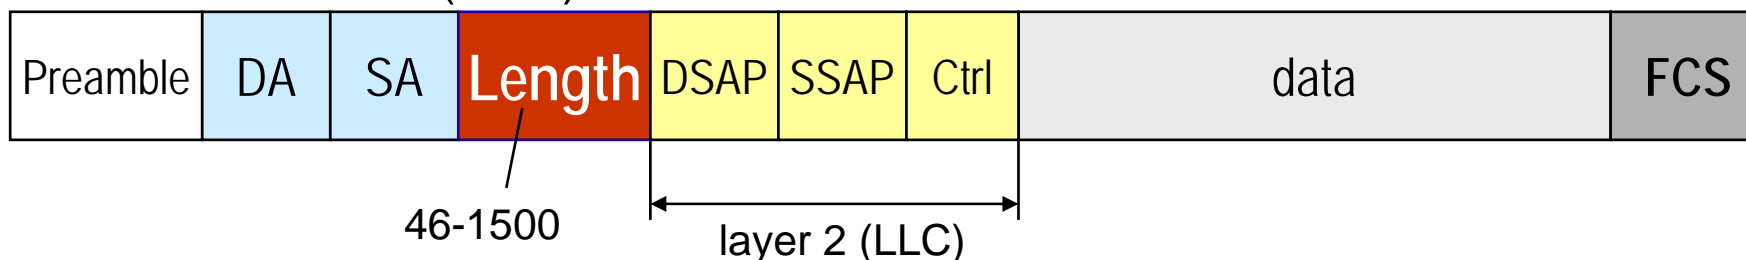 Preamble DA SA Length DSAP SSAP Ctrl data FCS
46-1500
layer 2 (LLC)